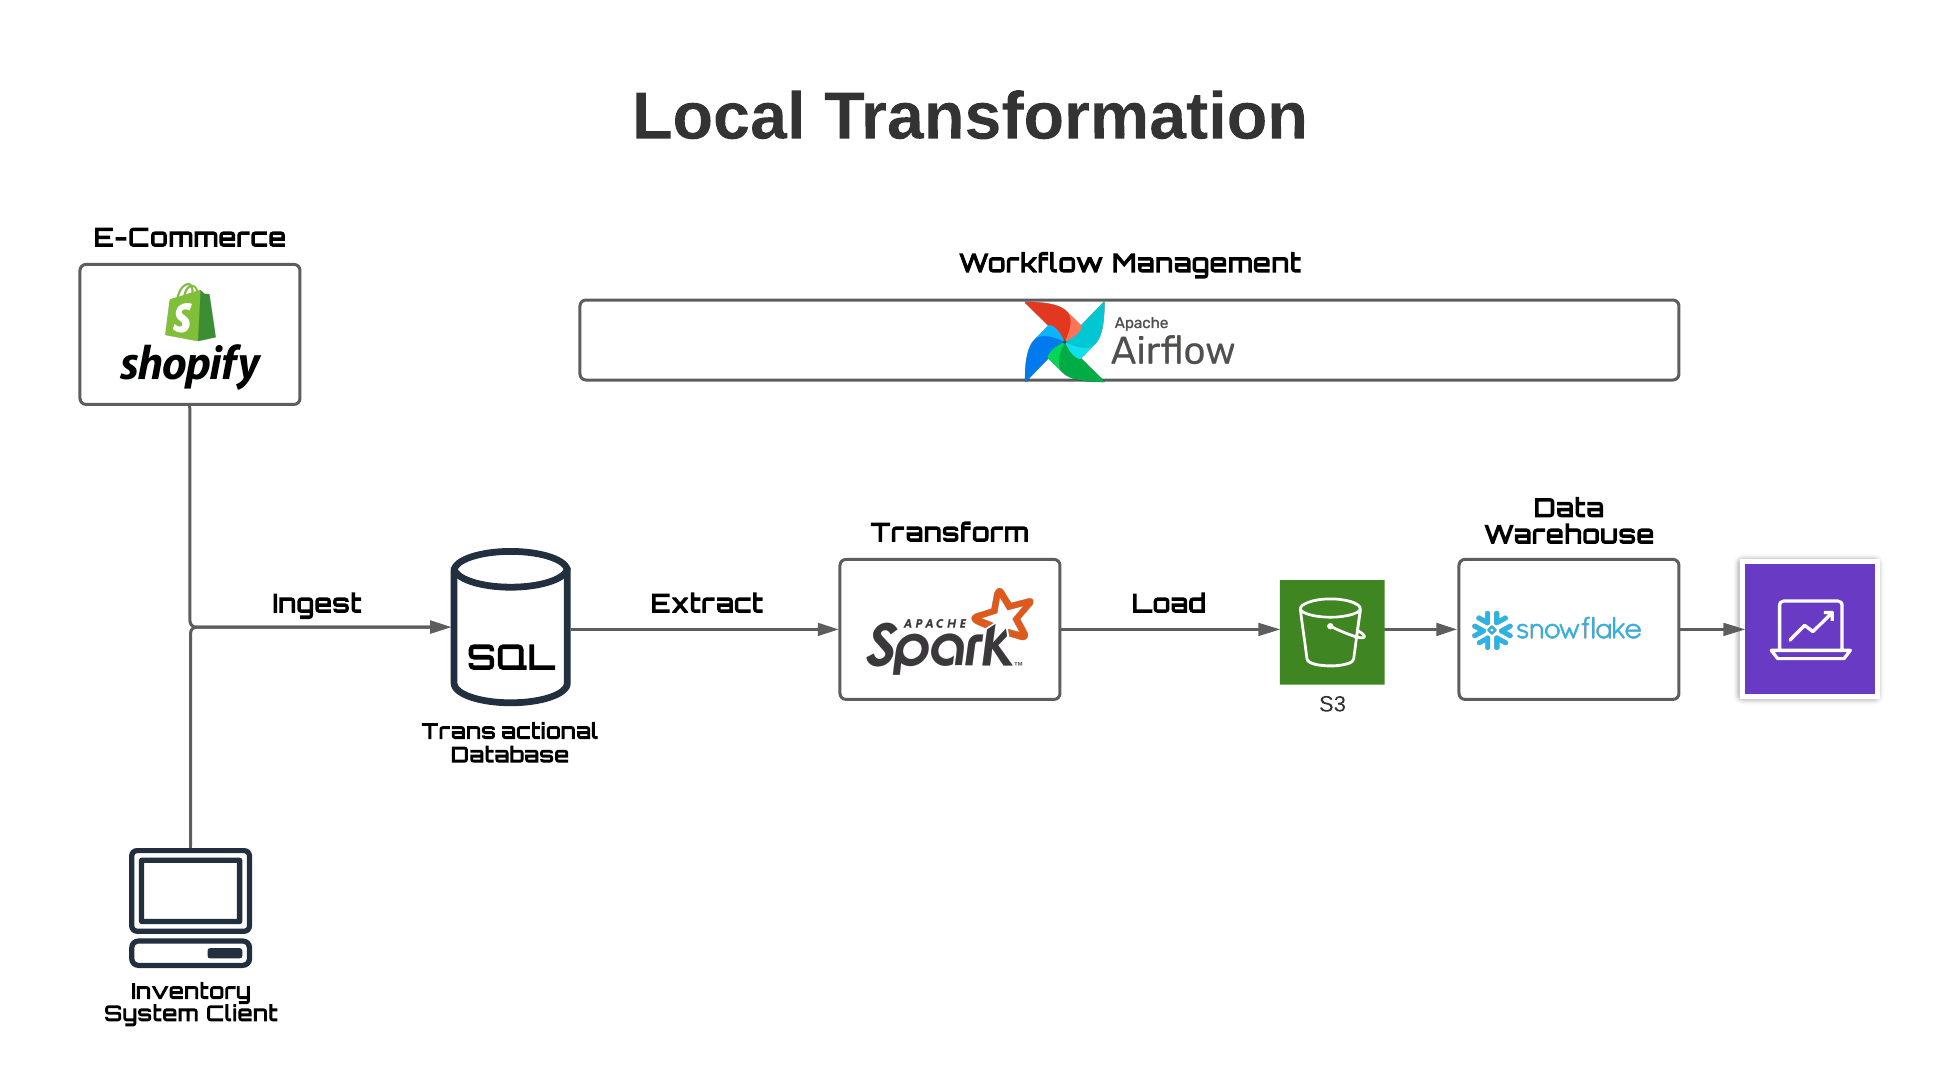 Local Transformation
E-Commerce
S
shopify
Workflow Management
Apache
Airflow
Ingest
SQL
Trans actional
Database
Extract
Transform
APACHE
Spark™
Load
S3
Data
Warehouse
snowflake
Inventory
System Client